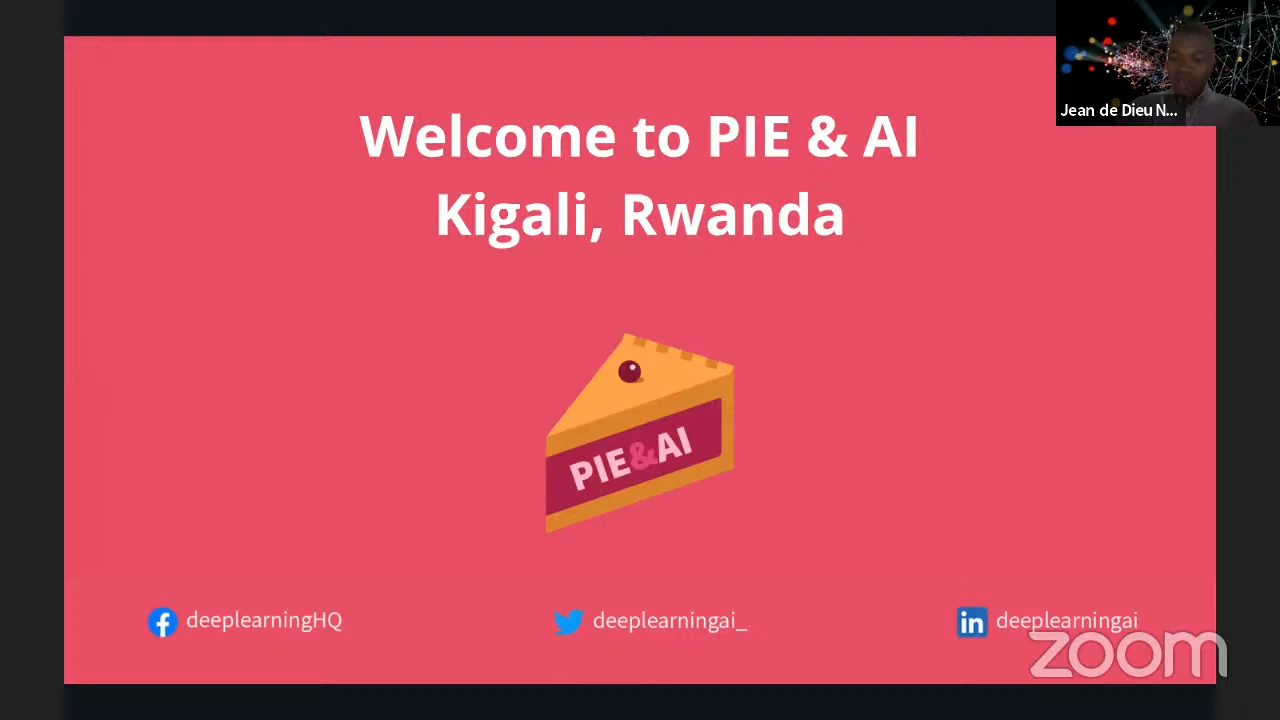 Welcome to PIE & AI
Kigali, Rwanda
Jean de Dieu N...
PIE&AI
deeplearningHQ
deeplearningai_
deeplearningai
zoom